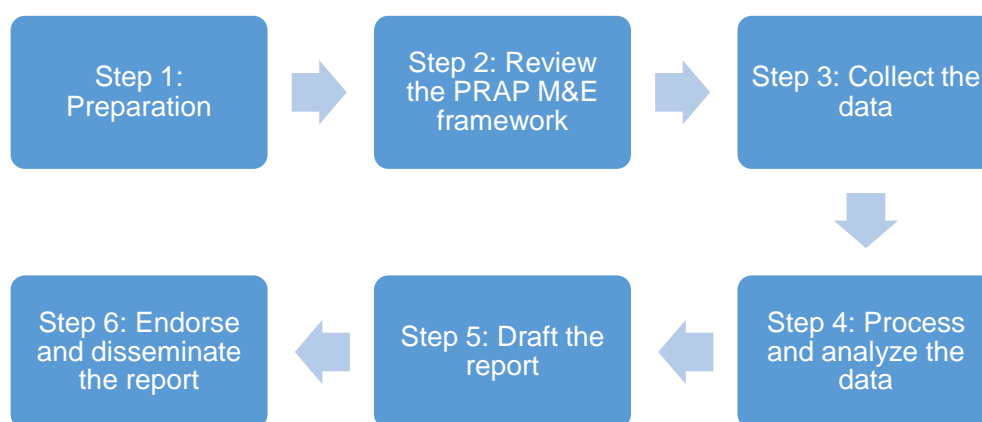 Step 1:
Preparation
Step 2: Review
the PRAP M&E
framework
Step 3: Collect the
data
Step 4: Process
and analyze the
data
Step 5: Draft the
report
Step 6: Endorse
and disseminate
the report